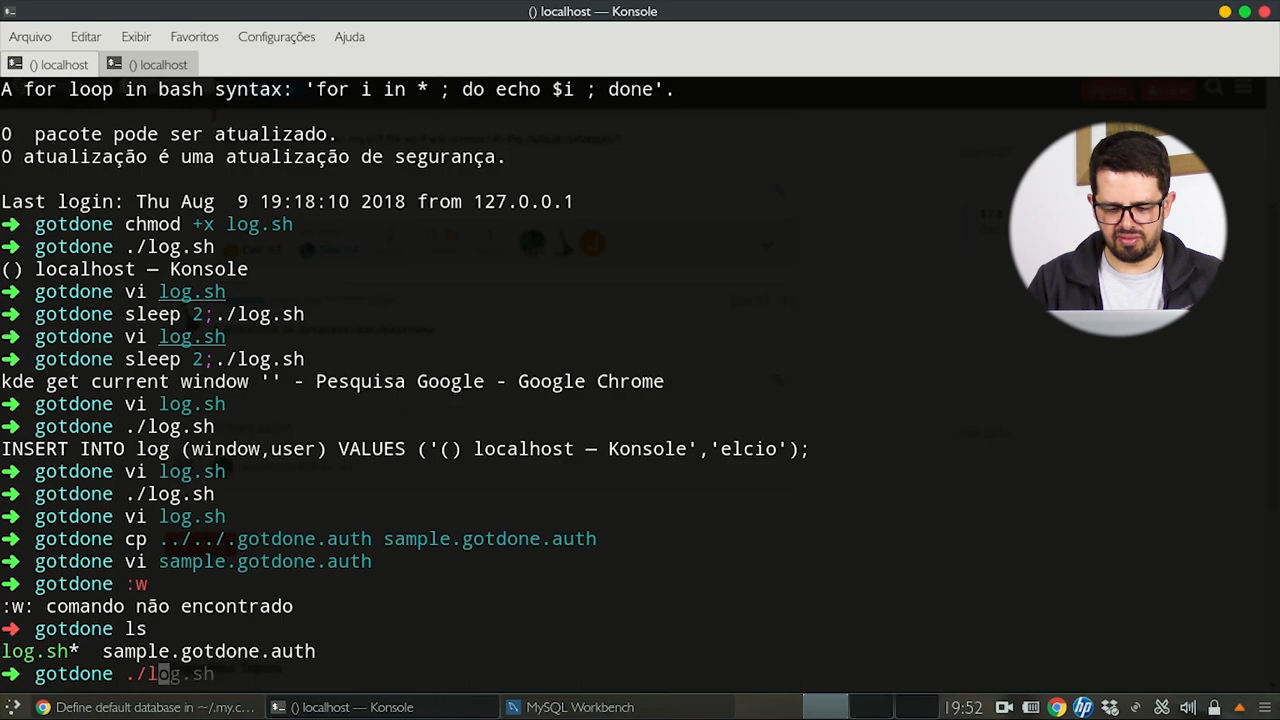 () localhost — Konsole
Arquivo Editar Exibir Favoritos Configurações Ajuda
() localhost () localhost
A for loop in bash syntax: 'for i in * ; do echo $i ; done'.
0  pacote pode ser atualizado.
0 atualização é uma atualização de segurança.
Last login: Thu Aug  9 19:18:10 2018 from 127.0.0.1
➜ gotdone chmod +x log.sh
➜ gotdone ./log.sh
() localhost — Konsole
➜ gotdone vi log.sh
➜ gotdone sleep 2;./log.sh
➜ gotdone vi log.sh
➜ gotdone sleep 2;./log.sh
kde get current window '' - Pesquisa Google - Google Chrome
➜ gotdone vi log.sh
➜ gotdone ./log.sh
INSERT INTO log (window,user) VALUES ('() localhost — Konsole','elcio');
➜ gotdone vi log.sh
➜ gotdone ./log.sh
➜ gotdone vi log.sh
➜ gotdone cp ../../.gotdone.auth sample.gotdone.auth
➜ gotdone vi sample.gotdone.auth
➜ gotdone :w
:w: comando não encontrado
➜ gotdone ls
log.sh*  sample.gotdone.auth
➜ gotdone ./log.sh
Define default database in ~/.my.c... () localhost — Konsole MySQL Workbench 19:52 hp